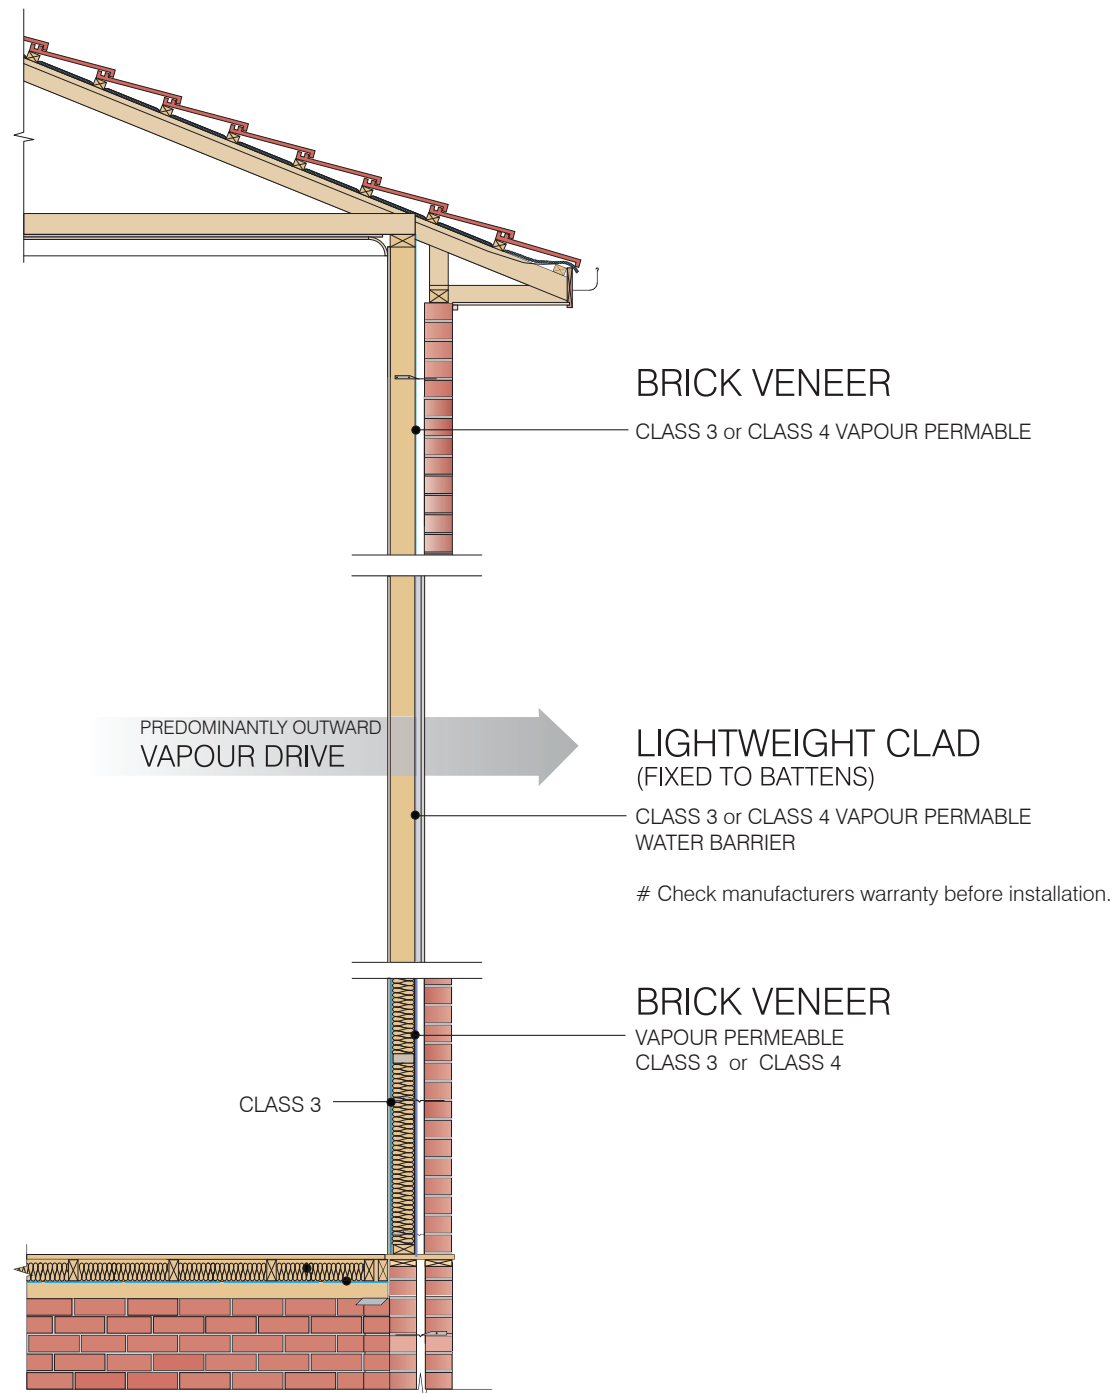 BRICK VENEER
CLASS 3 or CLASS 4 VAPOUR PERMABLE
PREDOMINANTLY OUTWARD
VAPOUR DRIVE
LIGHTWEIGHT CLAD
(FIXED TO BATTENS)
CLASS 3 or CLASS 4 VAPOUR PERMABLE
WATER BARRIER
# Check manufacturers warranty before installation.
BRICK VENEER
VAPOUR PERMEABLE
CLASS 3 or CLASS 4
CLASS 3